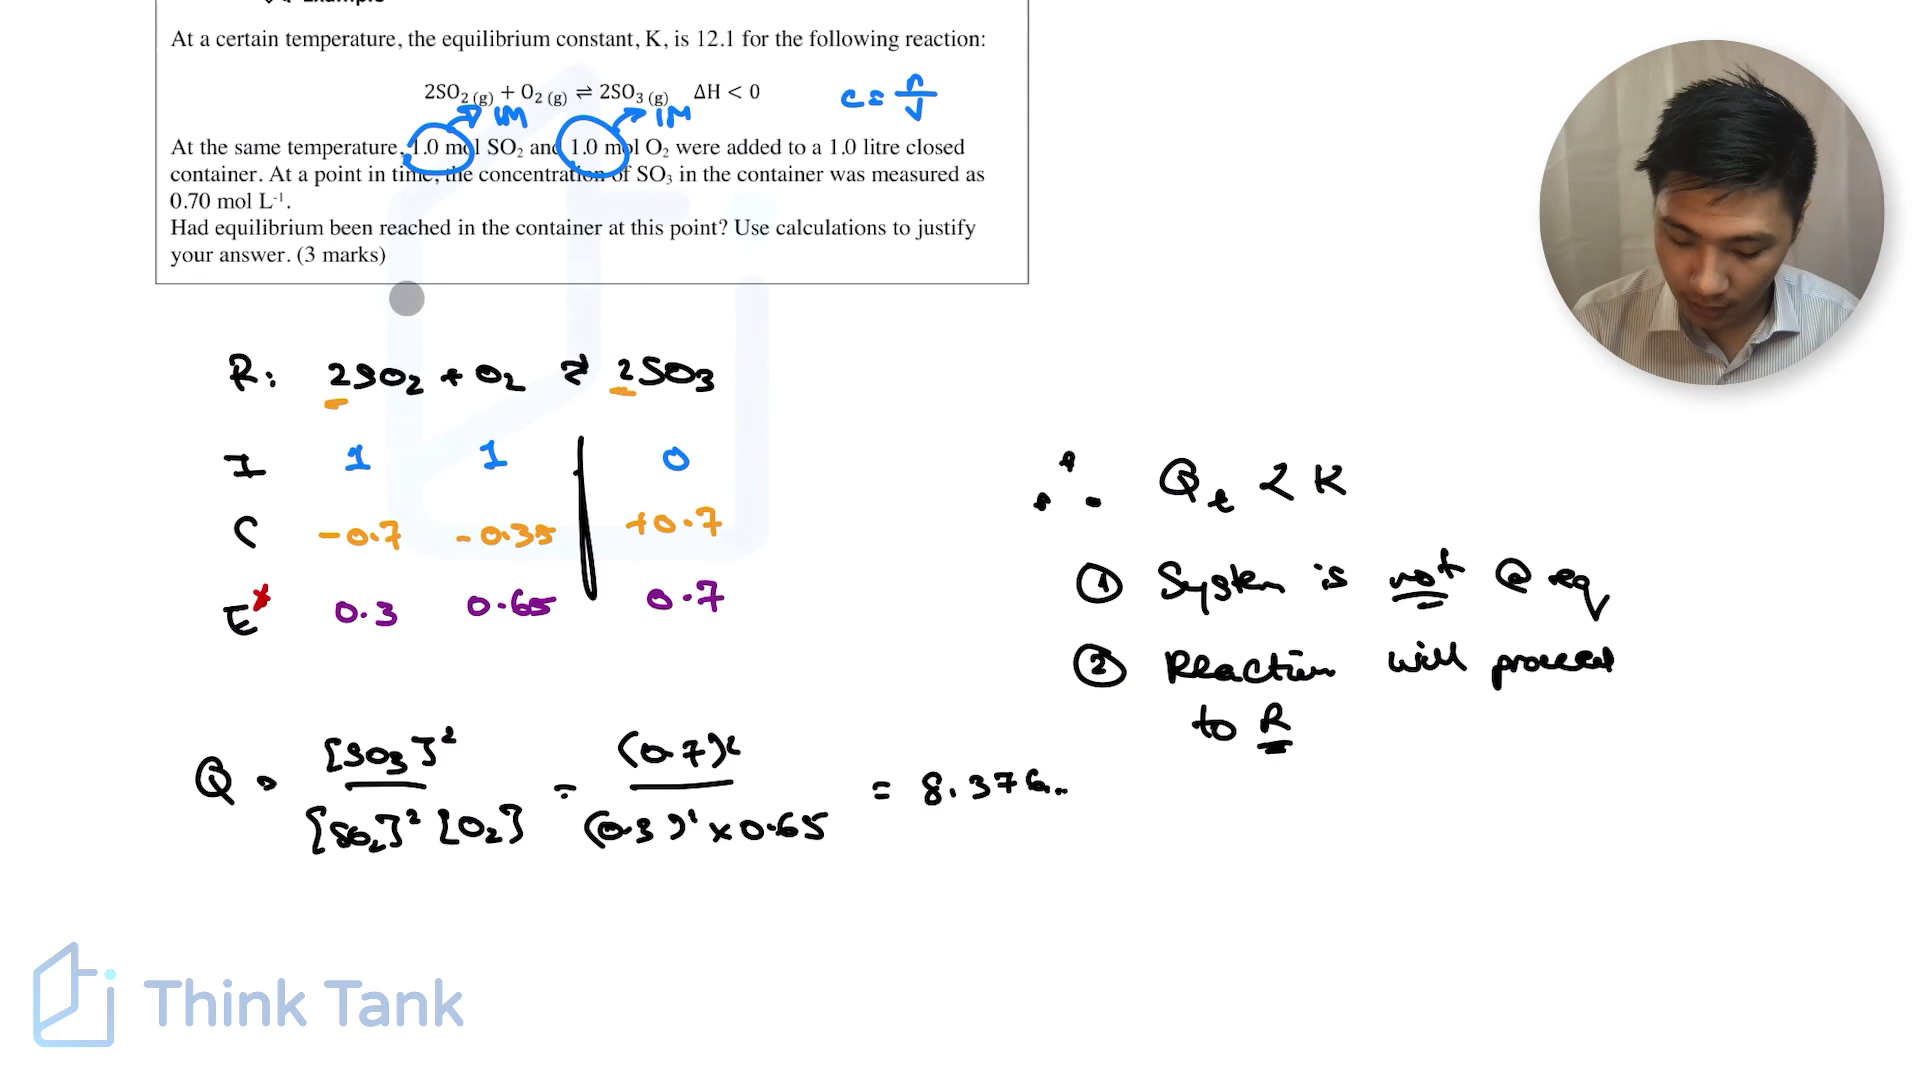 Example
At a certain temperature, the equilibrium constant, K, is 12.1 for the following reaction:
2SO₂ (g) + O₂ (g) ⇌ 2SO₃ (g) ΔH < 0
c = n/V
1M 1M
At the same temperature, 1.0 mol SO₂ and 1.0 mol O₂ were added to a 1.0 litre closed
container. At a point in time, the concentration of SO₃ in the container was measured as
0.70 mol L⁻¹.
Had equilibrium been reached in the container at this point? Use calculations to justify
your answer. (3 marks)
R: 2SO₂ + O₂ ⇌ 2SO₃
I 1 1 0
C -0.7 -0.35 +0.7
E* 0.3 0.65 0.7
Q = [SO₃]² / [SO₂]² [O₂] = (0.7)² / (0.3)² × 0.65 = 8.376...
∴ Qt < K
① System is not @ eq
② Reaction will proceed
to R
Think Tank